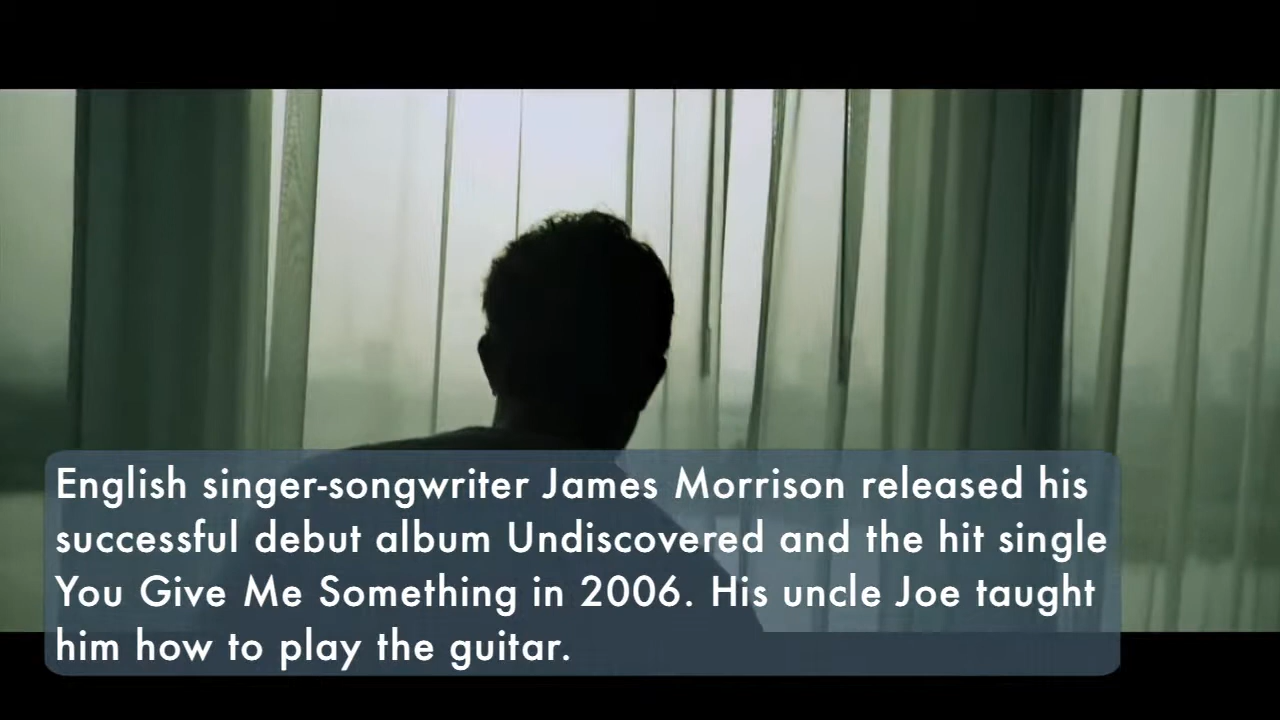 English singer-songwriter James Morrison released his
successful debut album Undiscovered and the hit single
You Give Me Something in 2006. His uncle Joe taught
him how to play the guitar.